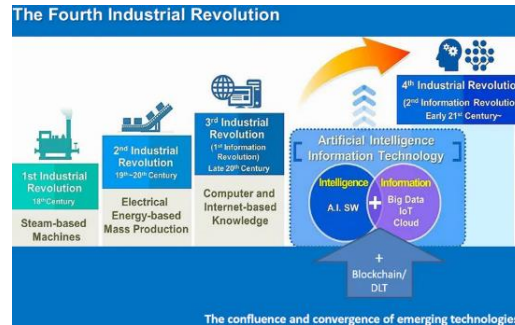 The Fourth Industrial Revolution
1st Industrial
Revolution
18th Century
Steam-based
Machines
2nd Industrial
Revolution
19th~20th Century
Electrical
Energy-based
Mass Production
3rd Industrial
Revolution
(1st Information
Revolution)
Late 20th Century
Computer and
Internet-based
Knowledge
4th Industrial Revolutio
(2nd Information Revolution
Early 21st Century~
Artificial Intelligence
Information Technology
Intelligence
A.I. SW
+
Information
Big Data
IoT
Cloud
+
Blockchain/
DLT
The confluence and convergence of emerging technologies